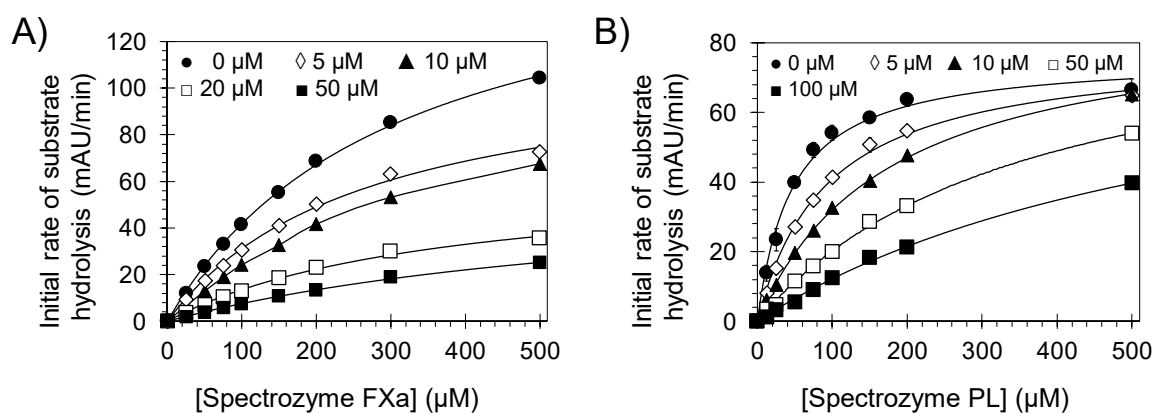 A)
120
100
80
60
40
20
0
0 µM 5 µM 10 µM
20 µM 50 µM
Initial rate of substrate
hydrolysis (mAU/min)
0 100 200 300 400 500
[Spectrozyme FXa] (µM)
B)
80
60
40
20
0
0 µM 5 µM 10 µM 50 µM
100 µM
Initial rate of substrate
hydrolysis (mAU/min)
0 100 200 300 400 500
[Spectrozyme PL] (µM)